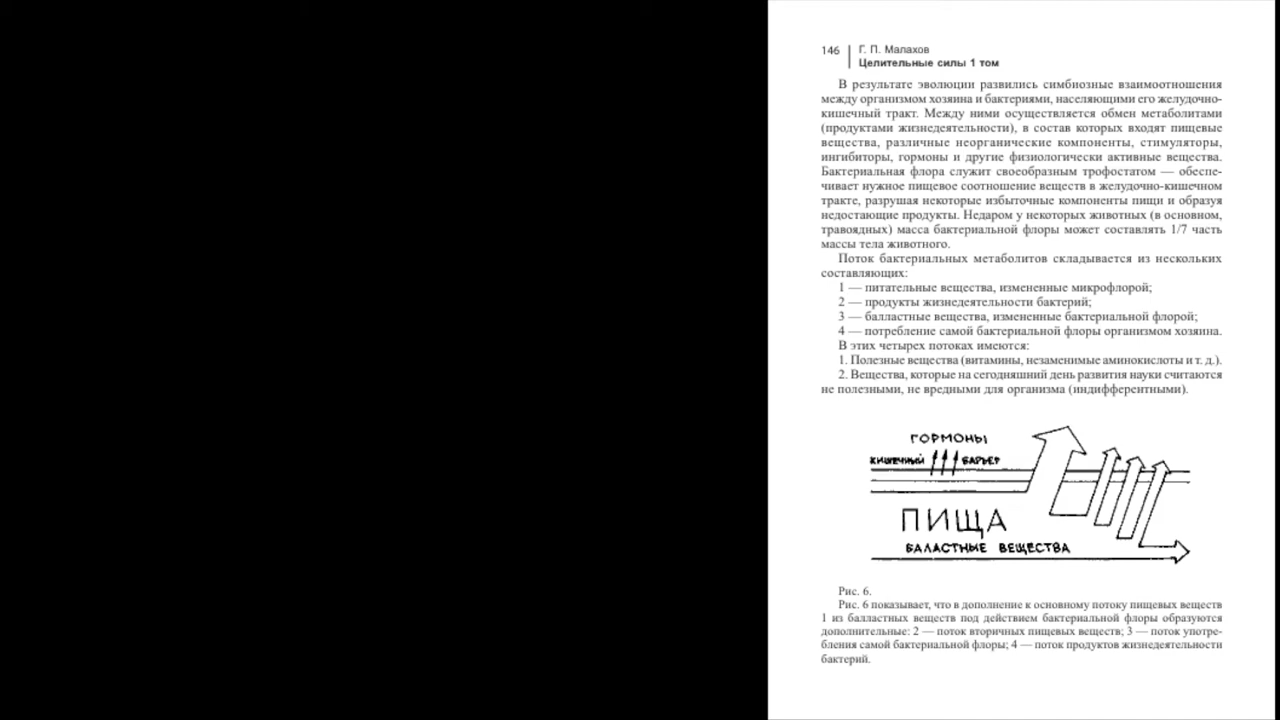 146
Г. П. Малахов
Целительные силы 1 том
В результате эволюции развились симбиозные взаимоотношения
между организмом хозяина и бактериями, населяющими его желудочно-
кишечный тракт. Между ними осуществляется обмен метаболитами
(продуктами жизнедеятельности), в состав которых входят пищевые
вещества, различные неорганические компоненты, стимуляторы,
ингибиторы, гормоны и другие физиологически активные вещества.
Бактериальная флора служит своеобразным трофостатом — обеспе-
чивает нужное пищевое соотношение веществ в желудочно-кишечном
тракте, разрушая некоторые избыточные компоненты пищи и образуя
недостающие продукты. Недаром у некоторых животных (в основном,
травоядных) масса бактериальной флоры может составлять 1/7 часть
массы тела животного.
Поток бактериальных метаболитов складывается из нескольких
составляющих:
1 — питательные вещества, измененные микрофлорой;
2 — продукты жизнедеятельности бактерий;
3 — балластные вещества, измененные бактериальной флорой;
4 — потребление самой бактериальной флоры организмом хозяина.
В этих четырех потоках имеются:
1. Полезные вещества (витамины, незаменимые аминокислоты и т. д.).
2. Вещества, которые на сегодняшний день развития науки считаются
не полезными, не вредными для организма (индифферентными).
ГОРМОНЫ
КИШЕЧНЫЙ БАРЬЕР
ПИЩА
БАЛАСТНЫЕ ВЕЩЕСТВА
Рис. 6.
Рис. 6 показывает, что в дополнение к основному потоку пищевых веществ
1 из балластных веществ под действием бактериальной флоры образуются
дополнительные: 2 — поток вторичных пищевых веществ; 3 — поток употре-
бления самой бактериальной флоры; 4 — поток продуктов жизнедеятельности
бактерий.